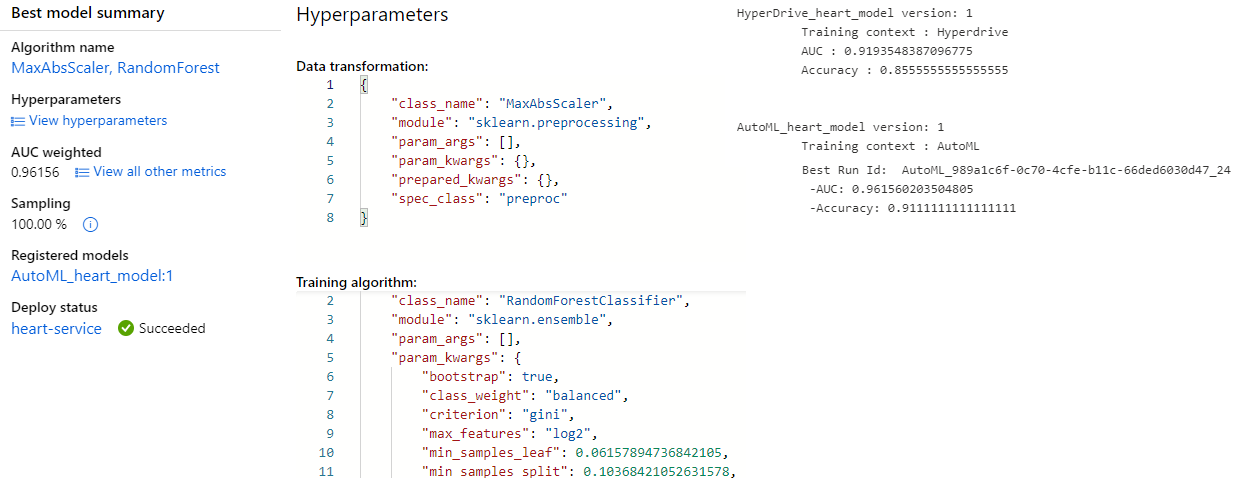 Best model summary
Algorithm name
MaxAbsScaler, RandomForest
Hyperparameters
View hyperparameters
AUC weighted
0.96156 View all other metrics
Sampling
100.00 %
Registered models
AutoML_heart_model:1
Deploy status
heart-service Succeeded
Hyperparameters
Data transformation:
1 {
2 "class_name": "MaxAbsScaler",
3 "module": "sklearn.preprocessing",
4 "param_args": [],
5 "param_kwargs": {},
6 "prepared_kwargs": {},
7 "spec_class": "preproc"
8 }
Training algorithm:
2 "class_name": "RandomForestClassifier",
3 "module": "sklearn.ensemble",
4 "param_args": [],
5 "param_kwargs": {
6 "bootstrap": true,
7 "class_weight": "balanced",
8 "criterion": "gini",
9 "max_features": "log2",
10 "min_samples_leaf": 0.06157894736842105,
11 "min_samples_split": 0.10368421052631578,
HyperDrive_heart_model version: 1
Training context : Hyperdrive
AUC : 0.9193548387096775
Accuracy : 0.8555555555555555
AutoML_heart_model version: 1
Training context : AutoML
Best Run Id: AutoML_989a1c6f-0c70-4cfe-b11c-66ded6030d47_24
-AUC: 0.961560203504805
-Accuracy: 0.9111111111111111